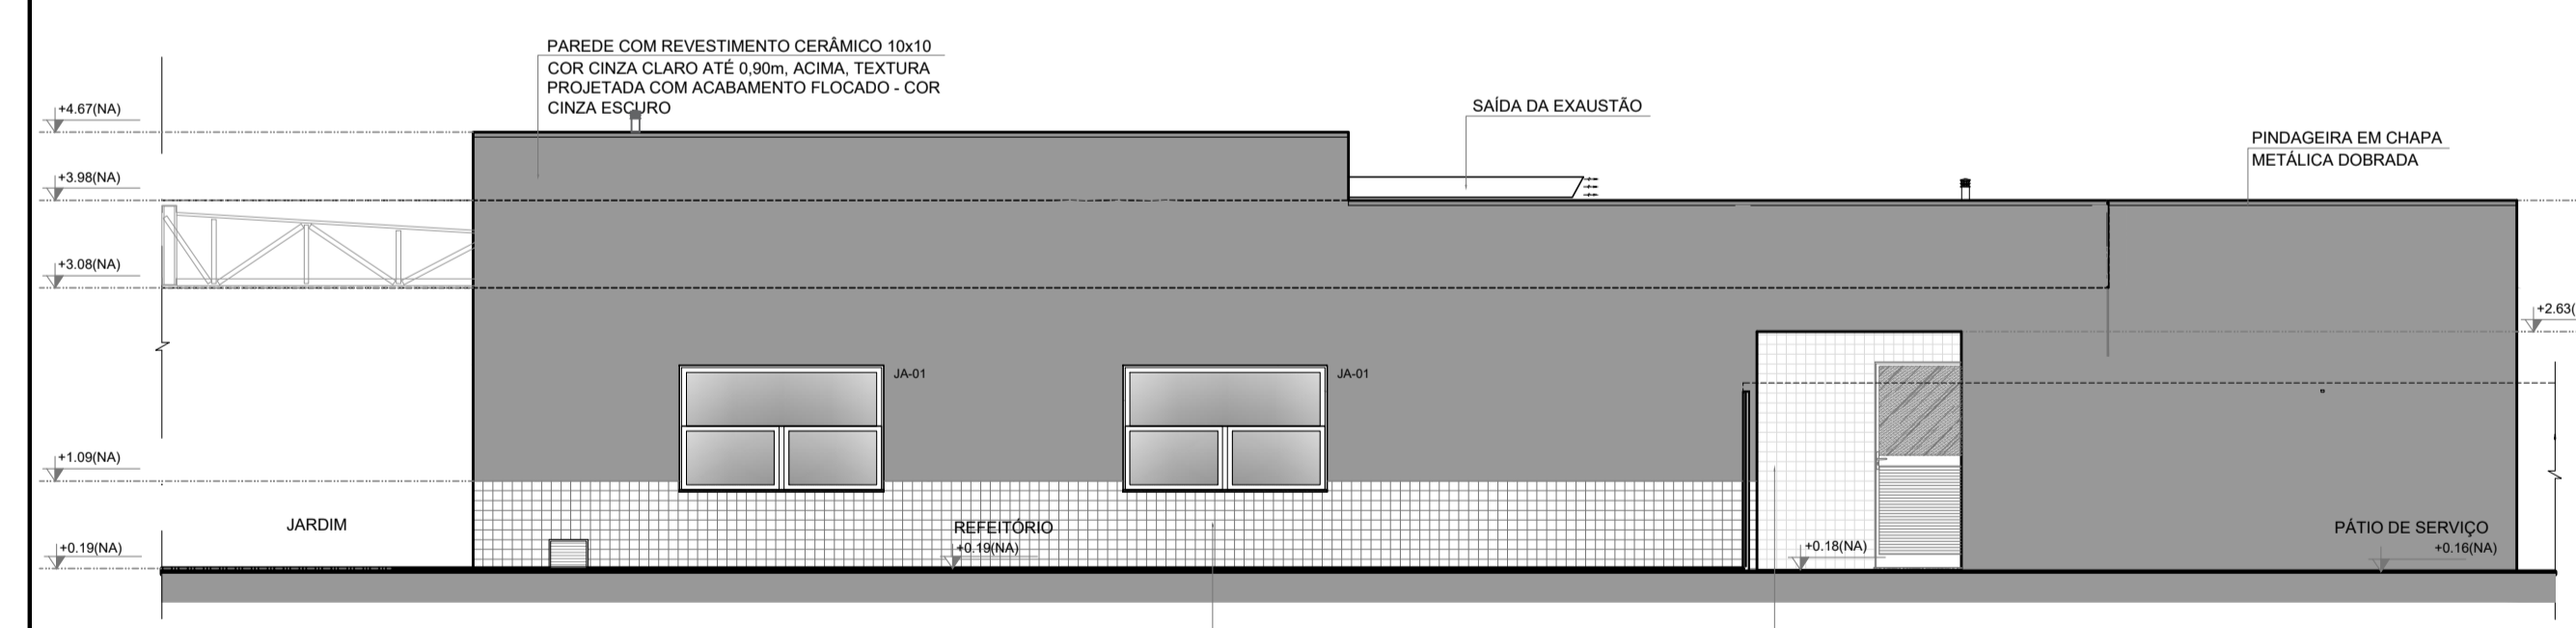 PAREDE COM REVESTIMENTO CERÂMICO 10x10
COR CINZA CLARO ATÉ 0,90m, ACIMA, TEXTURA
PROJETADA COM ACABAMENTO FLOCADO - COR
CINZA ESCURO
+4.67(NA)
SAÍDA DA EXAUSTÃO
PINDAGEIRA EM CHAPA
METÁLICA DOBRADA
+3.98(NA)
+3.08(NA)
+2.63(
JA-01
JA-01
+1.09(NA)
JARDIM
REFEITÓRIO
PÁTIO DE SERVIÇO
+0.19(NA)
+0.19(NA)
+0.18(NA)
+0.16(NA)